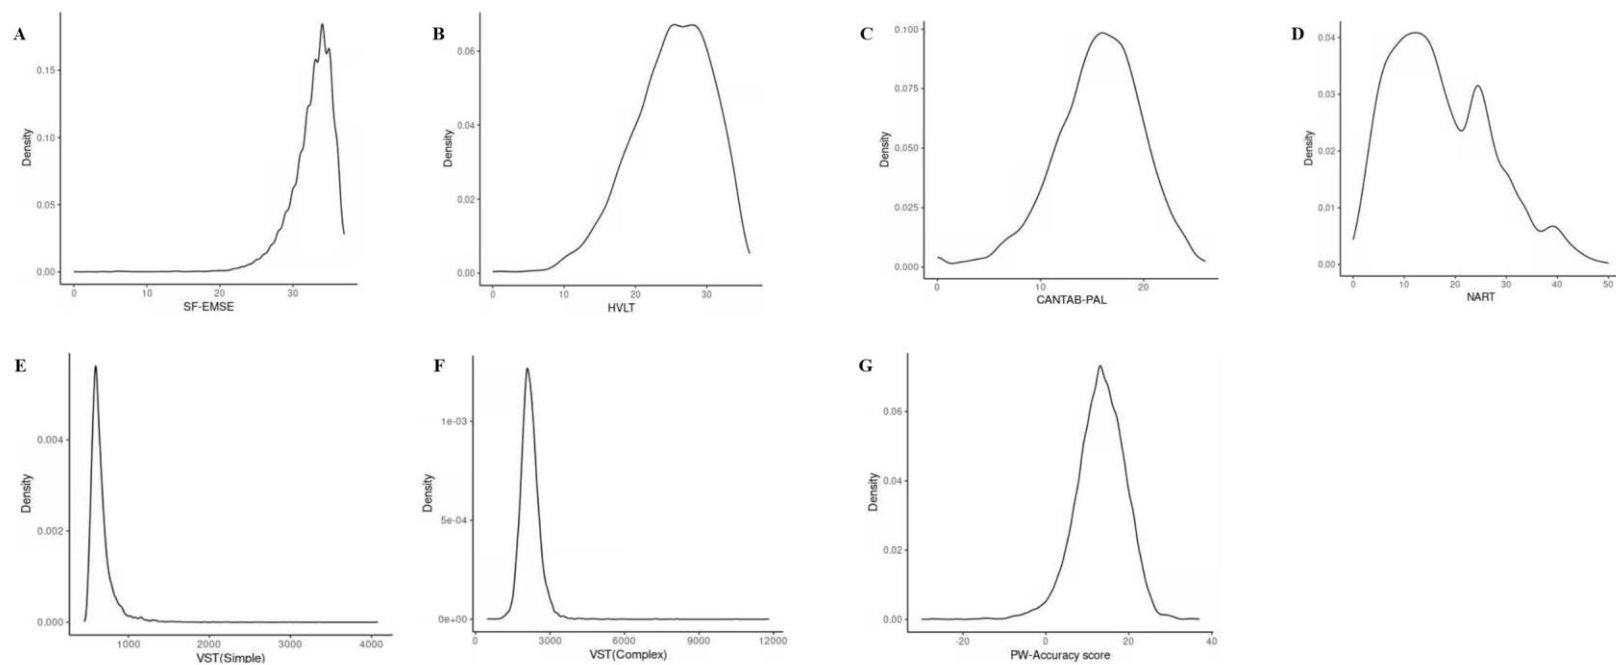 A
Density
0.15
0.10
0.05
0.00
0
10
20
30
SF-EMSE
B
Density
0.06
0.04
0.02
0.00
0
10
20
30
HVLT
C
Density
0.100
0.075
0.050
0.025
0.000
0
10
20
CANTAB-PAL
D
Density
0.04
0.03
0.02
0.01
0.00
0
10
20
30
40
50
NART
E
Density
0.004
0.002
0.000
1000
2000
3000
4000
VST(Simple)
F
Density
1e-03
5e-04
0e+00
0
3000
6000
9000
12000
VST(Complex)
G
Density
0.06
0.04
0.02
0.00
-20
0
20
40
PW-Accuracy score